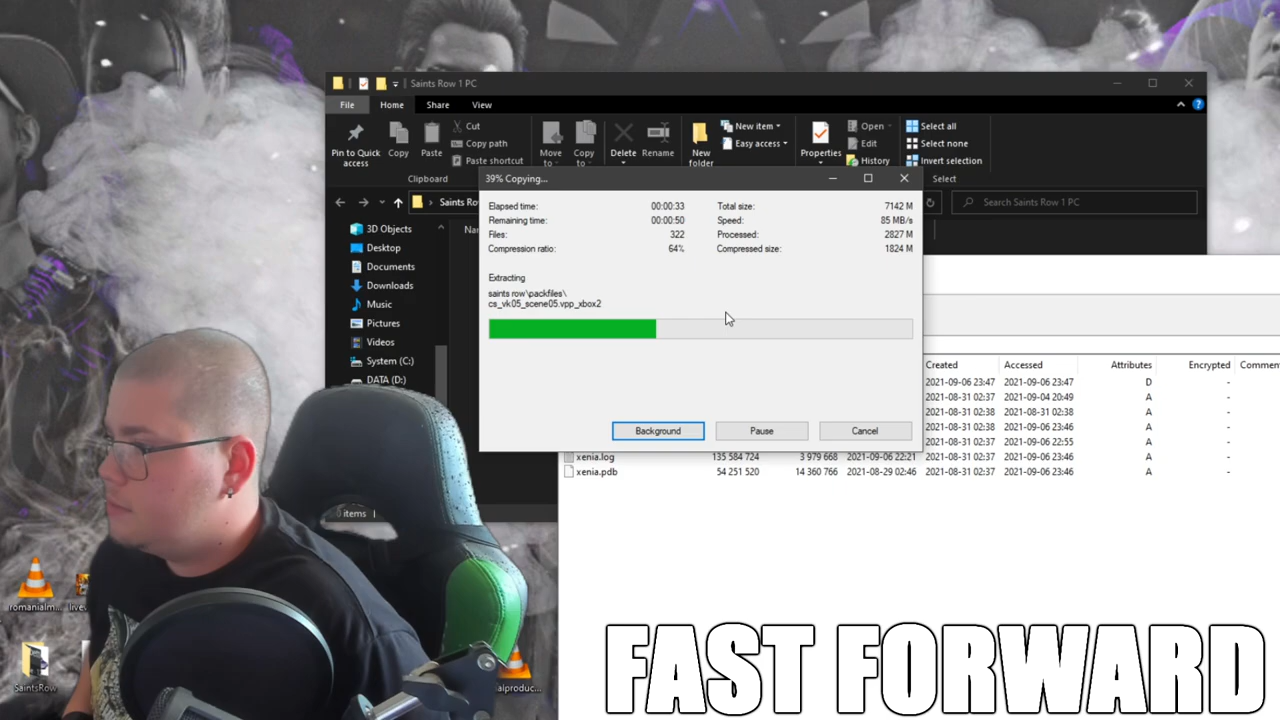 Saints Row 1 PC
File Home Share View
Pin to Quick access
Copy
Paste
Cut
Copy path
Paste shortcut
Move to
Copy to
Delete
Rename
New folder
New item
Easy access
Properties
Open
Edit
History
Select all
Select none
Invert selection
Clipboard
Select
39% Copying...
Search Saints Row 1 PC
Elapsed time: 00:00:33 Total size: 7142 M
Remaining time: 00:00:50 Speed: 85 MB/s
Files: 322 Processed: 2827 M
Compression ratio: 64% Compressed size: 1824 M
Extracting
saints row\packfiles\
cs_vk05_scene05.vpp_xbox2
Background Pause Cancel
3D Objects
Desktop
Documents
Downloads
Music
Pictures
Videos
System (C:)
DATA (D:)
items
Created Accessed Attributes Encrypted
2021-09-06 23:47 2021-09-06 23:47 D -
2021-08-31 02:37 2021-09-04 20:49 A -
2021-08-31 02:38 2021-08-31 02:38 A -
2021-08-31 02:38 2021-09-06 23:46 A -
2021-08-31 02:37 2021-09-06 22:55 A -
xenia.log 135 584 724 3 979 668 2021-09-06 22:21 2021-08-31 02:37 2021-09-06 23:46 A -
xenia.pdb 54 251 520 14 360 766 2021-08-29 02:46 2021-08-31 02:37 2021-09-06 23:46 A -
SaintsRow
FAST FORWARD